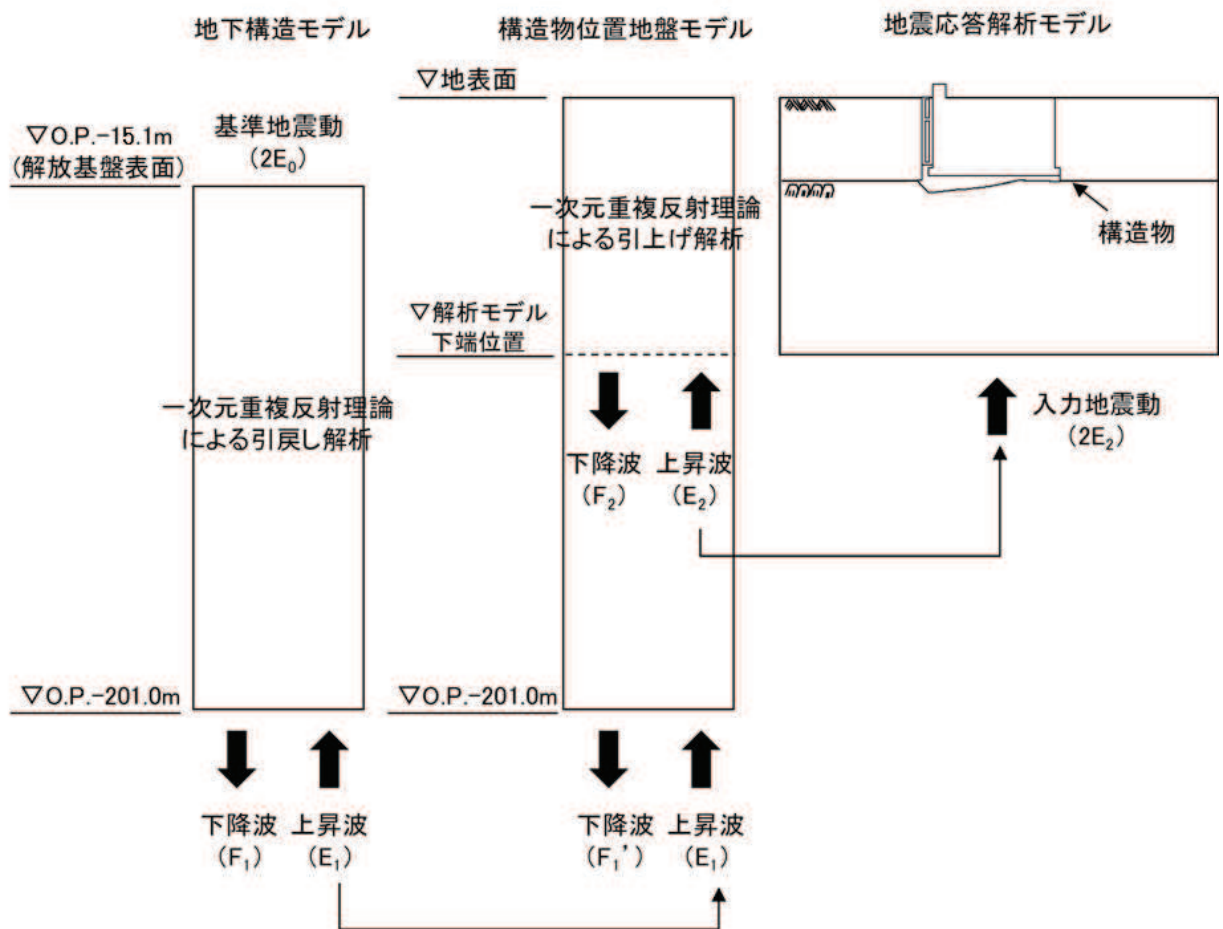 地下構造モデル
構造物位置地盤モデル
地震応答解析モデル
▽地表面
▽O.P.-15.1m
(解放基盤表面)
基準地震動
(2E₀)
一次元重複反射理論
による引上げ解析
構造物
▽解析モデル
下端位置
一次元重複反射理論
による引戻し解析
入力地震動
(2E₂)
下降波
(F₂)
上昇波
(E₂)
▽O.P.-201.0m
▽O.P.-201.0m
下降波
(F₁)
上昇波
(E₁)
下降波
(F₁')
上昇波
(E₁)